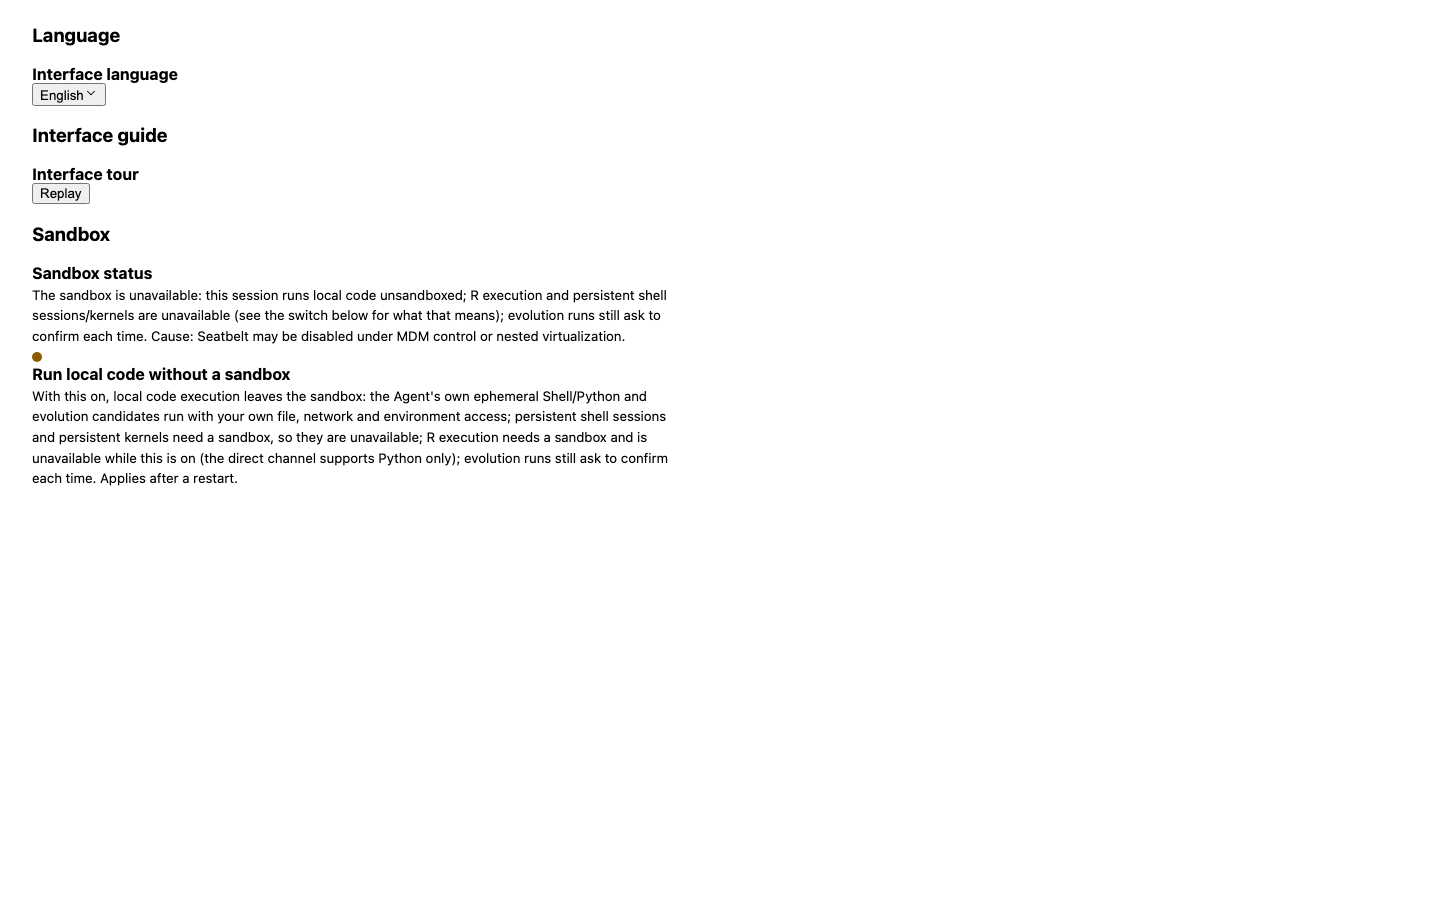 Language
Interface language
English
Interface guide
Interface tour
Replay
Sandbox
Sandbox status
The sandbox is unavailable: this session runs local code unsandboxed; R execution and persistent shell
sessions/kernels are unavailable (see the switch below for what that means); evolution runs still ask to
confirm each time. Cause: Seatbelt may be disabled under MDM control or nested virtualization.
Run local code without a sandbox
With this on, local code execution leaves the sandbox: the Agent's own ephemeral Shell/Python and
evolution candidates run with your own file, network and environment access; persistent shell sessions
and persistent kernels need a sandbox, so they are unavailable; R execution needs a sandbox and is
unavailable while this is on (the direct channel supports Python only); evolution runs still ask to confirm
each time. Applies after a restart.